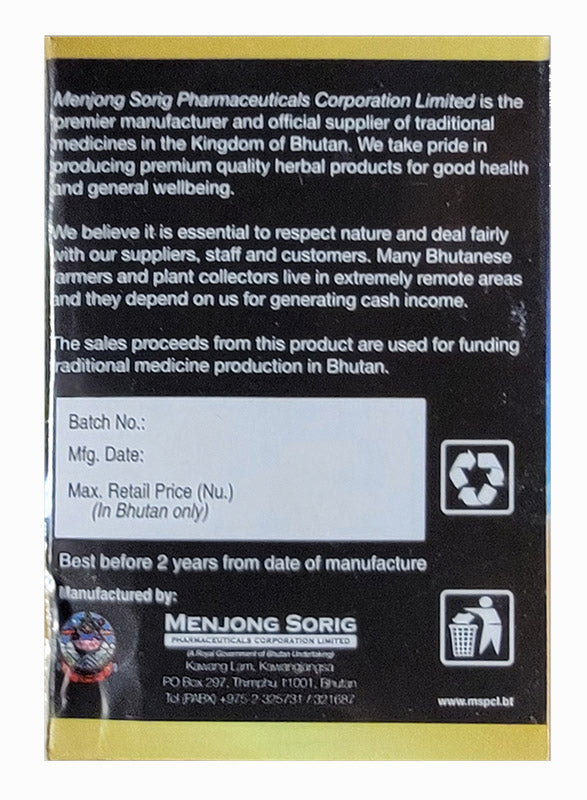 Menjong Sorig Pharmaceuticals Corporation Limited is the
premier manufacturer and official supplier of traditional
medicines in the Kingdom of Bhutan. We take pride in
producing premium quality herbal products for good health
and general wellbeing.
We believe it is essential to respect nature and deal fairly
with our suppliers, staff and customers. Many Bhutanese
farmers and plant collectors live in extremely remote areas
and they depend on us for generating cash income.
The sales proceeds from this product are used for funding
traditional medicine production in Bhutan.
Batch No.:
Mfg. Date:
Max. Retail Price (Nu.)
(In Bhutan only)
Best before 2 years from date of manufacture
Manufactured by:
MENJONG SORIG
PHARMACEUTICALS CORPORATION LIMITED
(A Royal Government of Bhutan Undertaking)
Kawang Lam, Kawangjangsa
PO Box 297, Thimphu 11001, Bhutan
Tel (PABX) +975-2-325731 / 321687
www.mspcl.bt